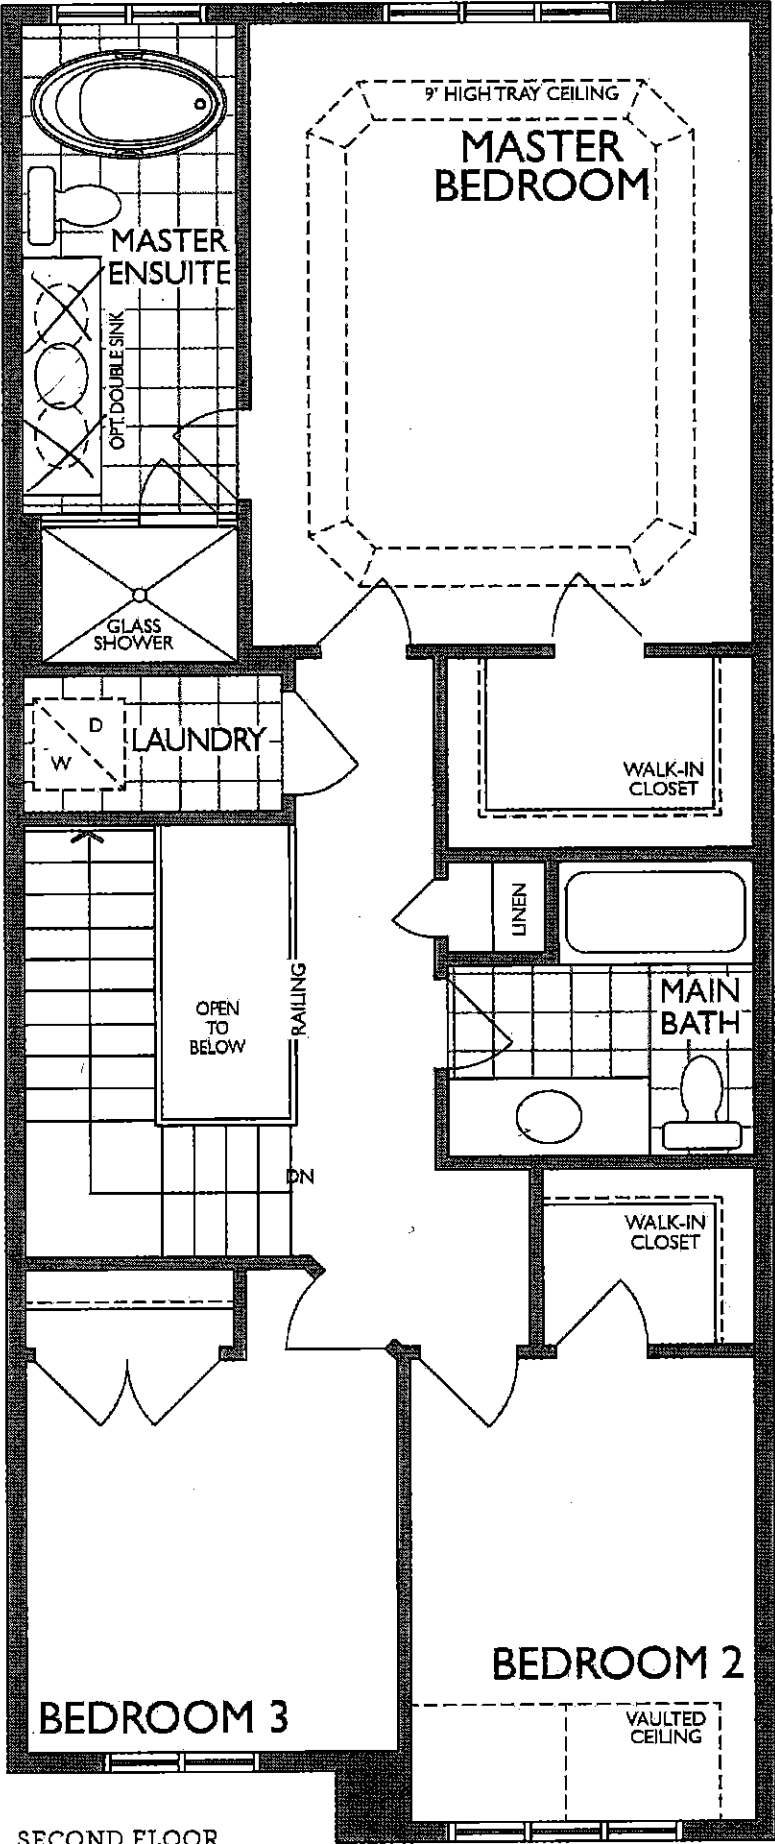 9' HIGH TRAY CEILING
MASTER
BEDROOM
MASTER
ENSUITE
OPT. DOUBLE SINK
GLASS
SHOWER
D
W
LAUNDRY
WALK-IN
CLOSET
LINEN
RAILING
OPEN
TO
BELOW
MAIN
BATH
DN
WALK-IN
CLOSET
BEDROOM 2
BEDROOM 3
VAULTED
CEILING
SECOND FLOOR